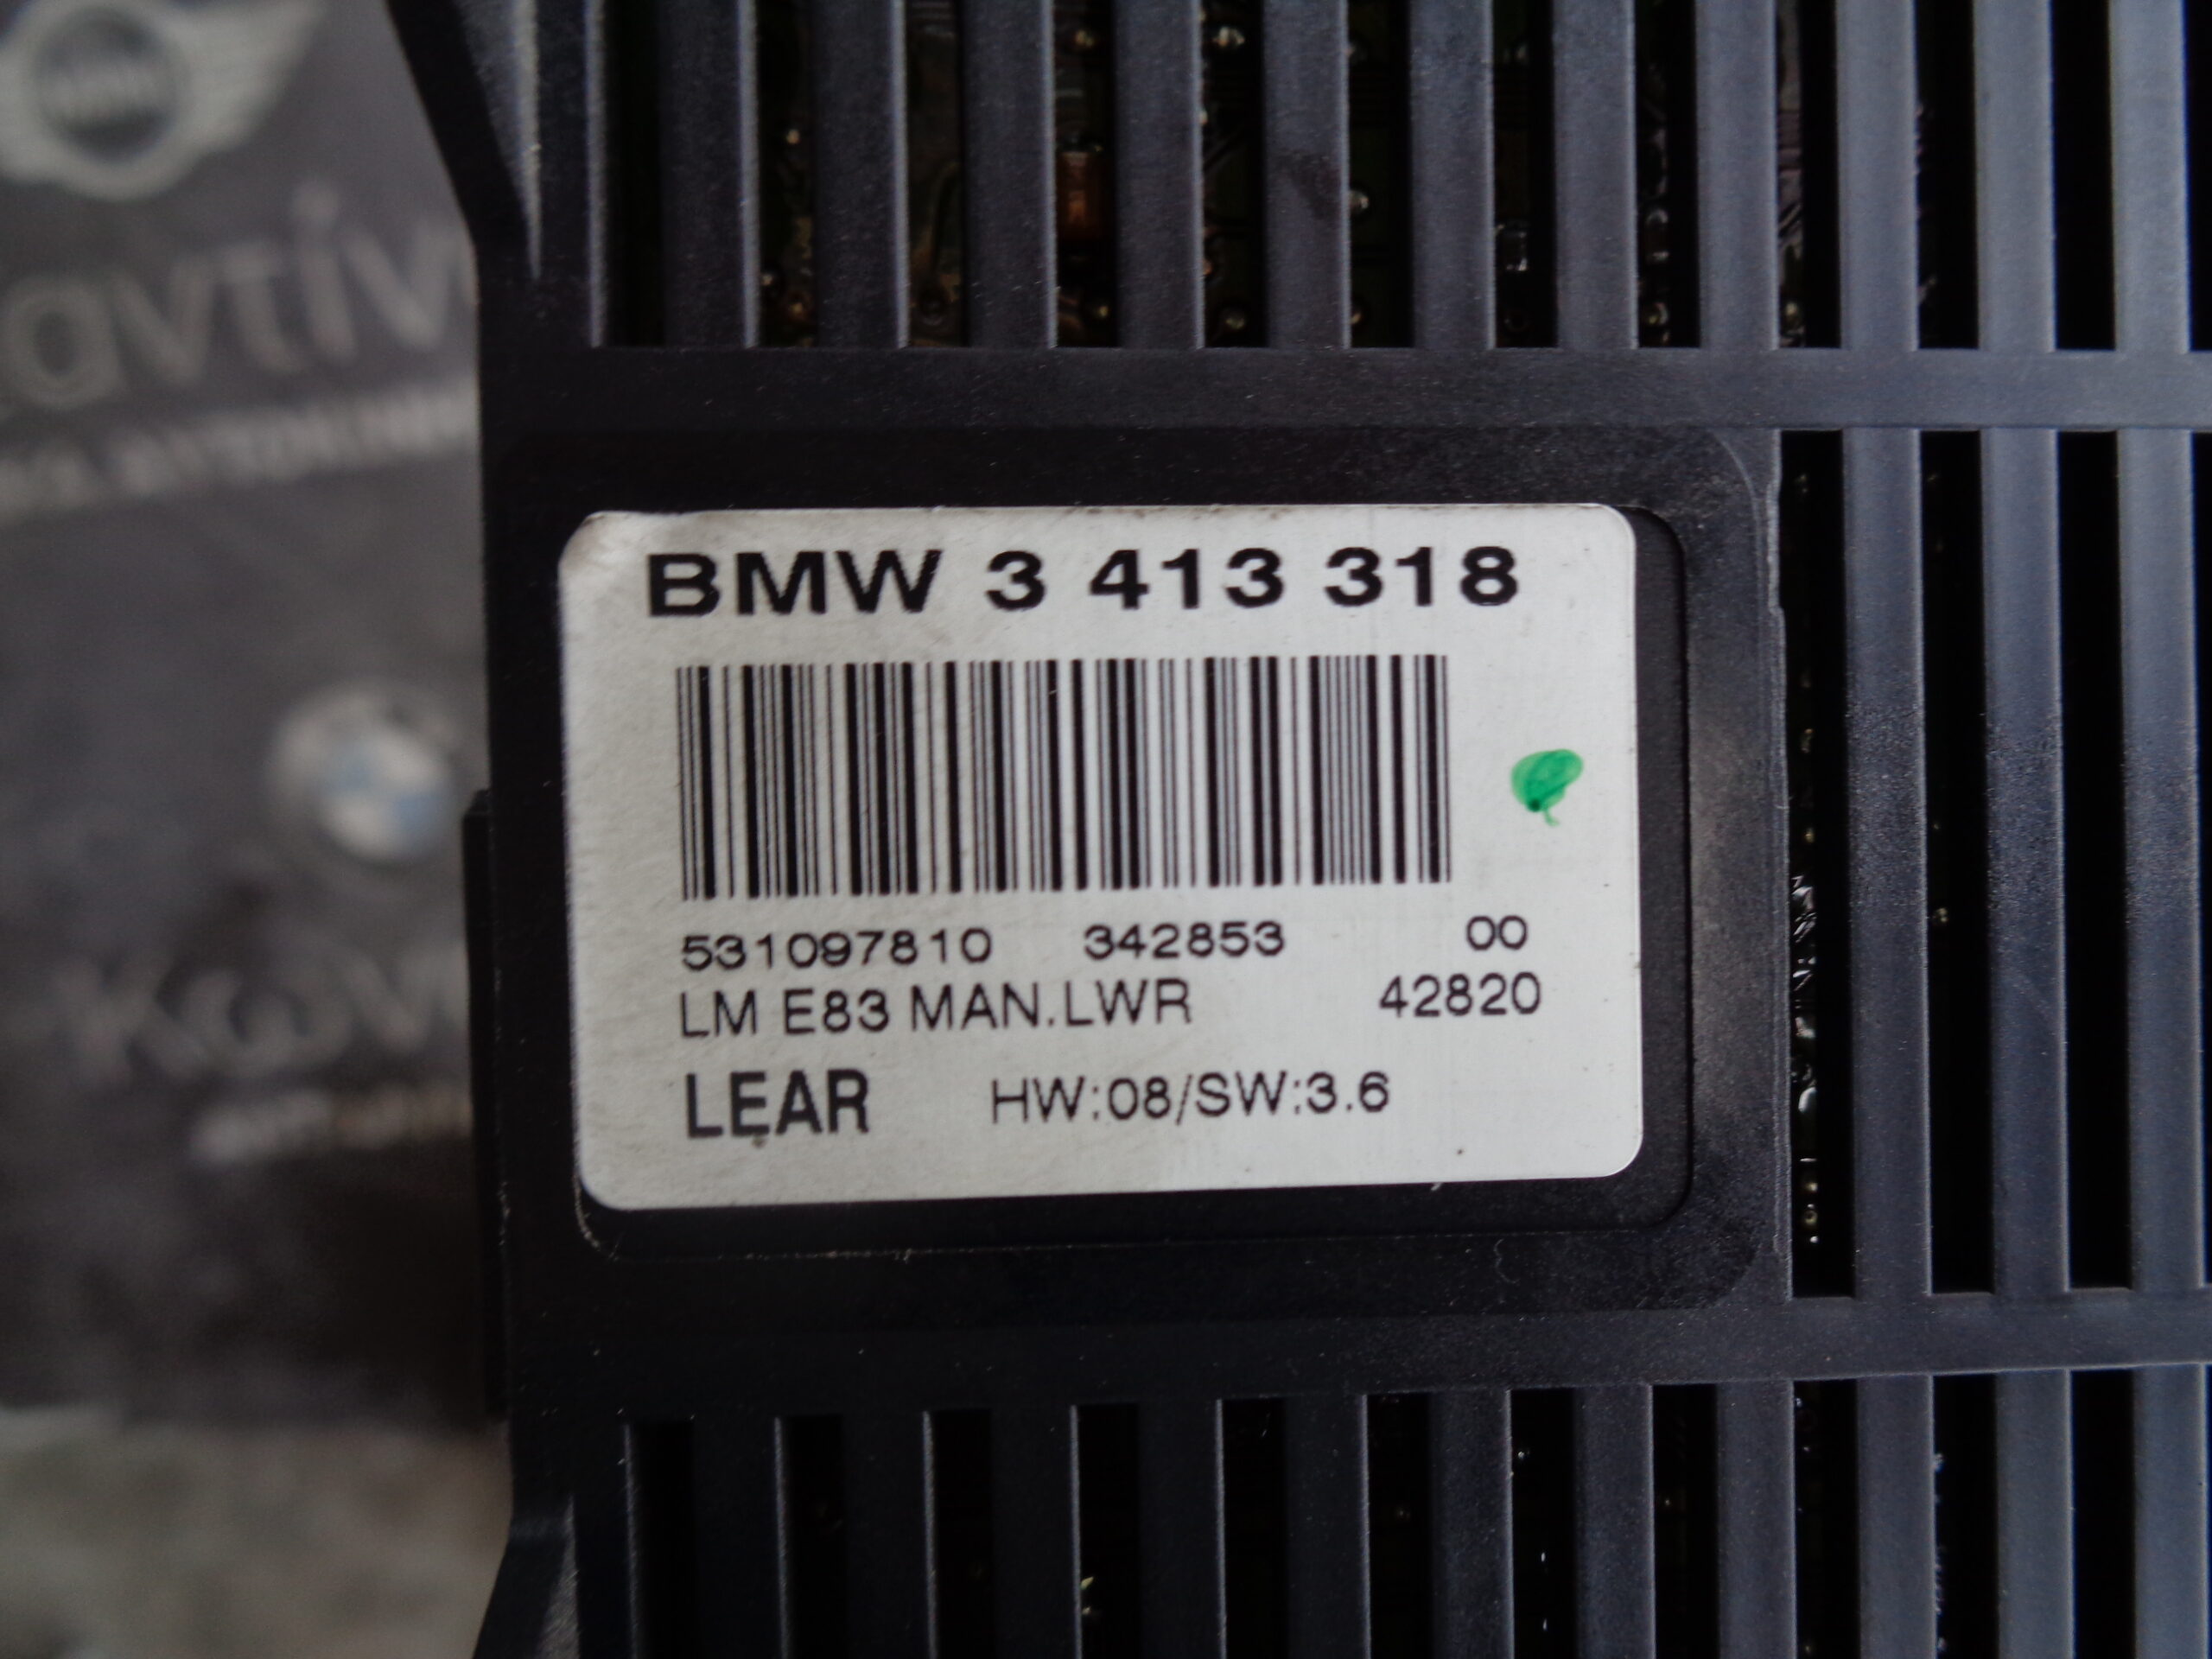 BMW 3 413 318
531097810 342853 00
LM E83 MAN.LWR 42820
LEAR HW:08/SW:3.6